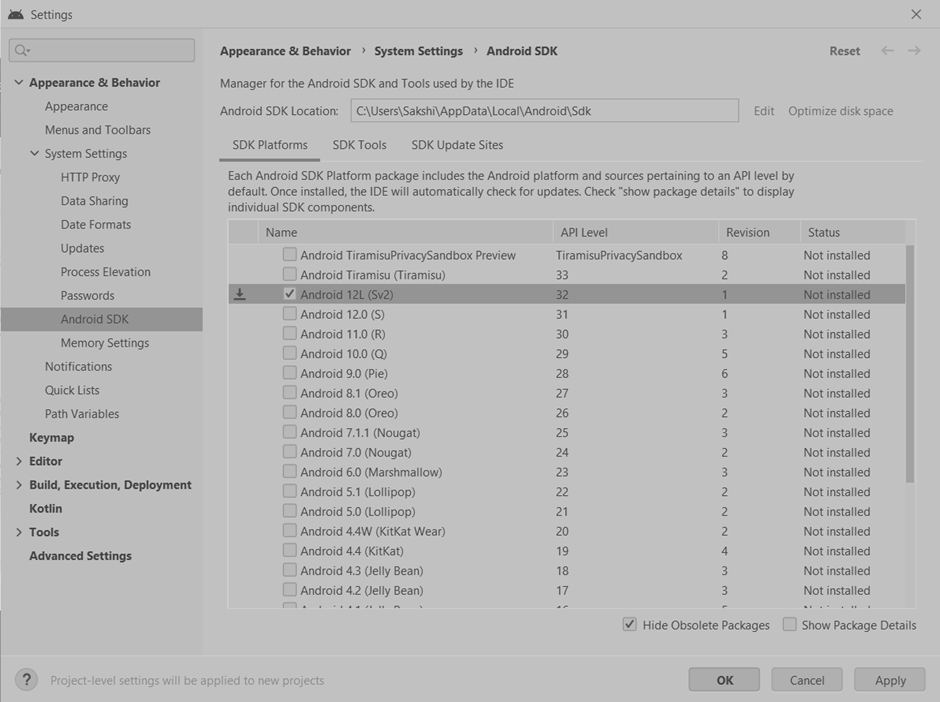 Settings
Appearance & Behavior
Appearance
Menus and Toolbars
System Settings
HTTP Proxy
Data Sharing
Date Formats
Updates
Process Elevation
Passwords
Android SDK
Memory Settings
Notifications
Quick Lists
Path Variables
Keymap
Editor
Build, Execution, Deployment
Kotlin
Tools
Advanced Settings
Appearance & Behavior › System Settings › Android SDK Reset
Manager for the Android SDK and Tools used by the IDE
Android SDK Location: C:\Users\Sakshi\AppData\Local\Android\Sdk Edit Optimize disk space
SDK Platforms SDK Tools SDK Update Sites
Each Android SDK Platform package includes the Android platform and sources pertaining to an API level by
default. Once installed, the IDE will automatically check for updates. Check "show package details" to display
individual SDK components.
Name API Level Revision Status
Android TiramisuPrivacySandbox Preview TiramisuPrivacySandbox 8 Not installed
Android Tiramisu (Tiramisu) 33 2 Not installed
Android 12L (Sv2) 32 1 Not installed
Android 12.0 (S) 31 1 Not installed
Android 11.0 (R) 30 3 Not installed
Android 10.0 (Q) 29 5 Not installed
Android 9.0 (Pie) 28 6 Not installed
Android 8.1 (Oreo) 27 3 Not installed
Android 8.0 (Oreo) 26 2 Not installed
Android 7.1.1 (Nougat) 25 3 Not installed
Android 7.0 (Nougat) 24 2 Not installed
Android 6.0 (Marshmallow) 23 3 Not installed
Android 5.1 (Lollipop) 22 2 Not installed
Android 5.0 (Lollipop) 21 2 Not installed
Android 4.4W (KitKat Wear) 20 2 Not installed
Android 4.4 (KitKat) 19 4 Not installed
Android 4.3 (Jelly Bean) 18 3 Not installed
Android 4.2 (Jelly Bean) 17 3 Not installed
Hide Obsolete Packages Show Package Details
? Project-level settings will be applied to new projects OK Cancel Apply